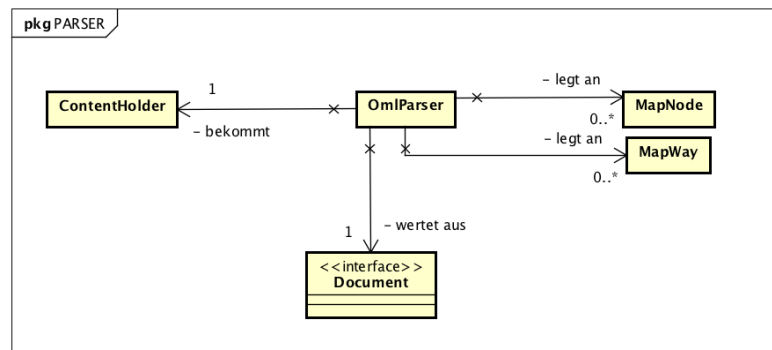 pkg PARSER
ContentHolder
1
- bekommt
OmlParser
- legt an
0..*
MapNode
- legt an
0..*
MapWay
- wertet aus
1
<<interface>>
Document